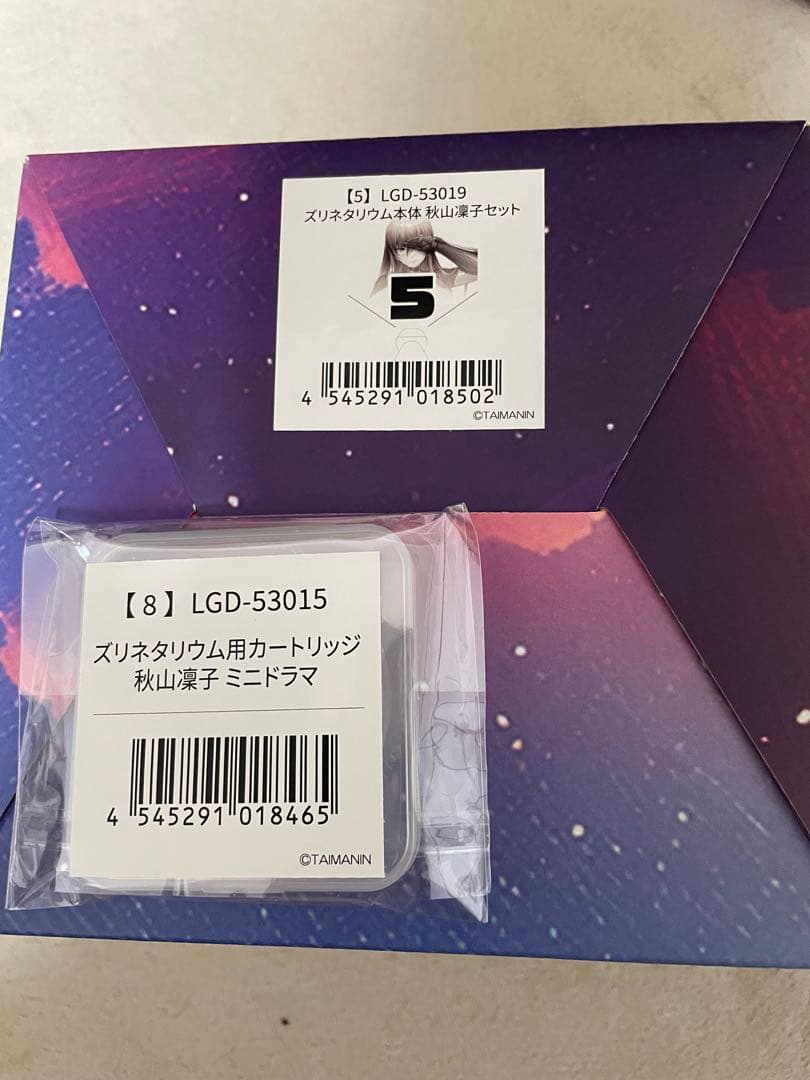 【5】 LGD-53019
ズリネタリウム本体 秋山凜子セット
5
4 545291 018502
©TAIMANIN
【8】 LGD-53015
ズリネタリウム用カートリッジ
秋山凜子 ミニドラマ
4 545291 018465
©TAIMANIN